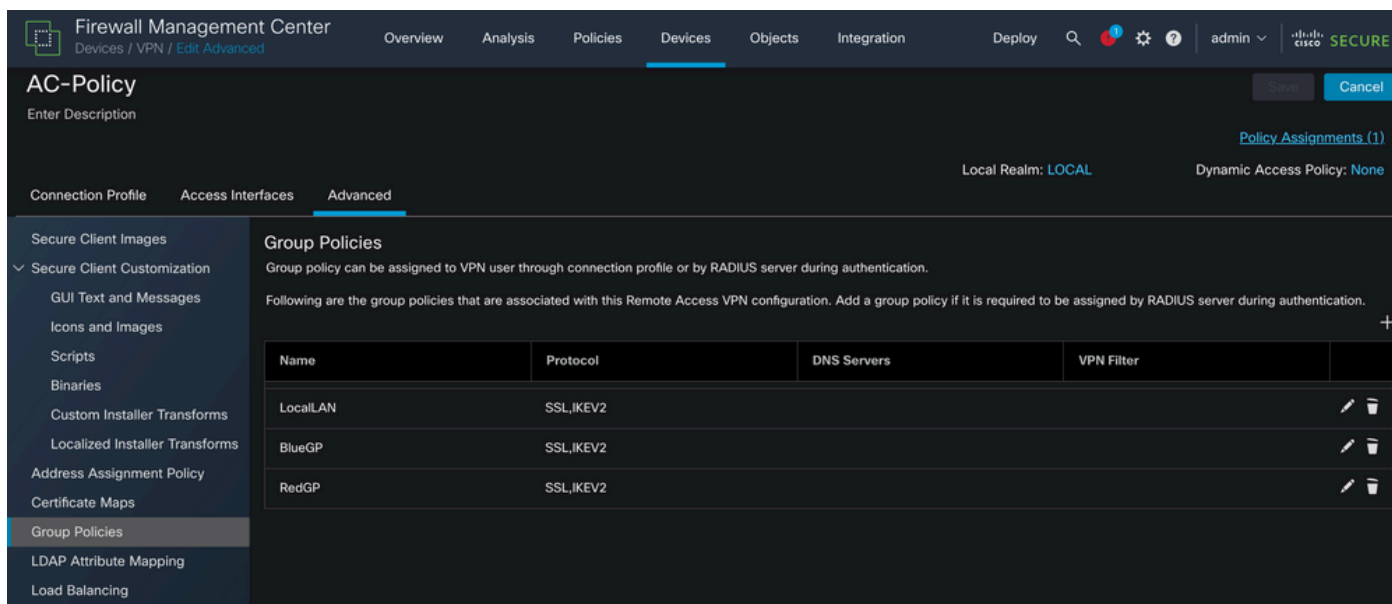 Firewall Management Center
Devices / VPN / Edit Advanced
Overview Analysis Policies Devices Objects Integration Deploy 1 ? admin cisco SECURE
AC-Policy
Save Cancel
Enter Description
Policy Assignments (1)
Local Realm: LOCAL Dynamic Access Policy: None
Connection Profile Access Interfaces Advanced
Secure Client Images
Secure Client Customization
GUI Text and Messages
Icons and Images
Scripts
Binaries
Custom Installer Transforms
Localized Installer Transforms
Address Assignment Policy
Certificate Maps
Group Policies
LDAP Attribute Mapping
Load Balancing
Group Policies
Group policy can be assigned to VPN user through connection profile or by RADIUS server during authentication.
Following are the group policies that are associated with this Remote Access VPN configuration. Add a group policy if it is required to be assigned by RADIUS server during authentication.
+
Name Protocol DNS Servers VPN Filter
LocalLAN SSL,IKEV2
BlueGP SSL,IKEV2
RedGP SSL,IKEV2